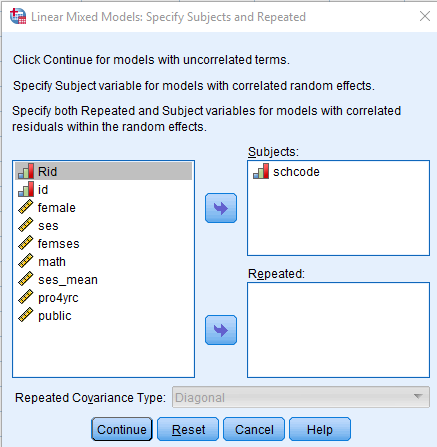 Linear Mixed Models: Specify Subjects and Repeated
Click Continue for models with uncorrelated terms.
Specify Subject variable for models with correlated random effects.
Specify both Repeated and Subject variables for models with correlated
residuals within the random effects.
Subjects:
Rid
id
female
ses
femses
math
ses_mean
pro4yrc
public
schcode
Repeated:
Repeated Covariance Type: Diagonal
Continue Reset Cancel Help